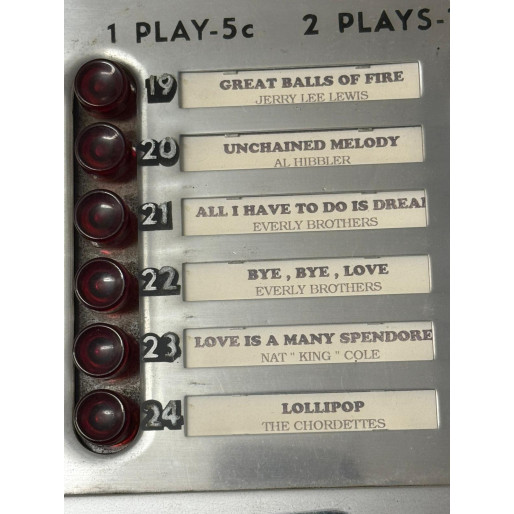 1 PLAY-5c 2 PLAYS-
19 GREAT BALLS OF FIRE
JERRY LEE LEWIS
20 UNCHAINED MELODY
AL HIBBLER
21 ALL I HAVE TO DO IS DREA
EVERLY BROTHERS
22 BYE , BYE , LOVE
EVERLY BROTHERS
23 LOVE IS A MANY SPENDORE
NAT " KING " COLE
24 LOLLIPOP
THE CHORDETTES